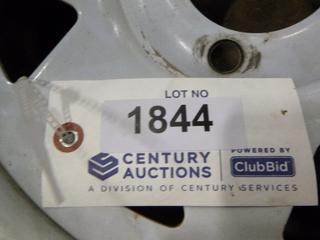 LOT NO
1844
CENTURY AUCTIONS
POWERED BY
ClubBid
A DIVISION OF CENTURY SERVICES